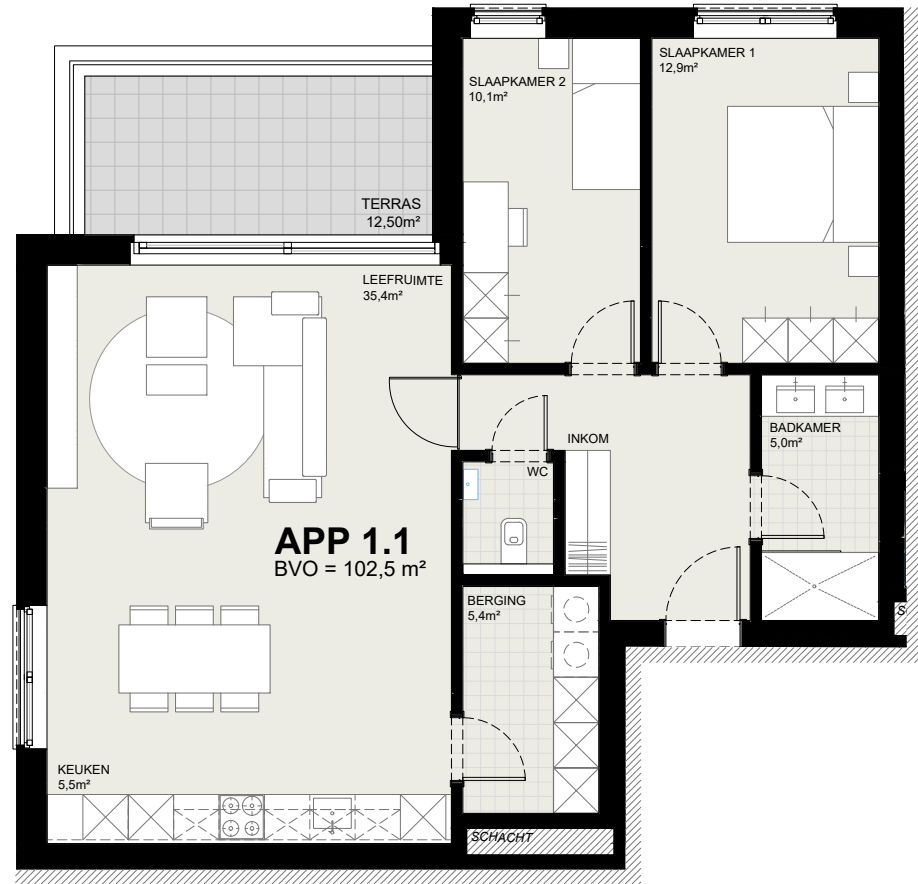 SLAAPKAMER 2
10,1m²
SLAAPKAMER 1
12,9m²
TERRAS
12,50m²
LEEFRUIMTE
35,4m²
INKOM
BADKAMER
5,0m²
WC
APP 1.1
BVO = 102,5 m²
BERGING
5,4m²
S
KEUKEN
5,5m²
SCHACHT